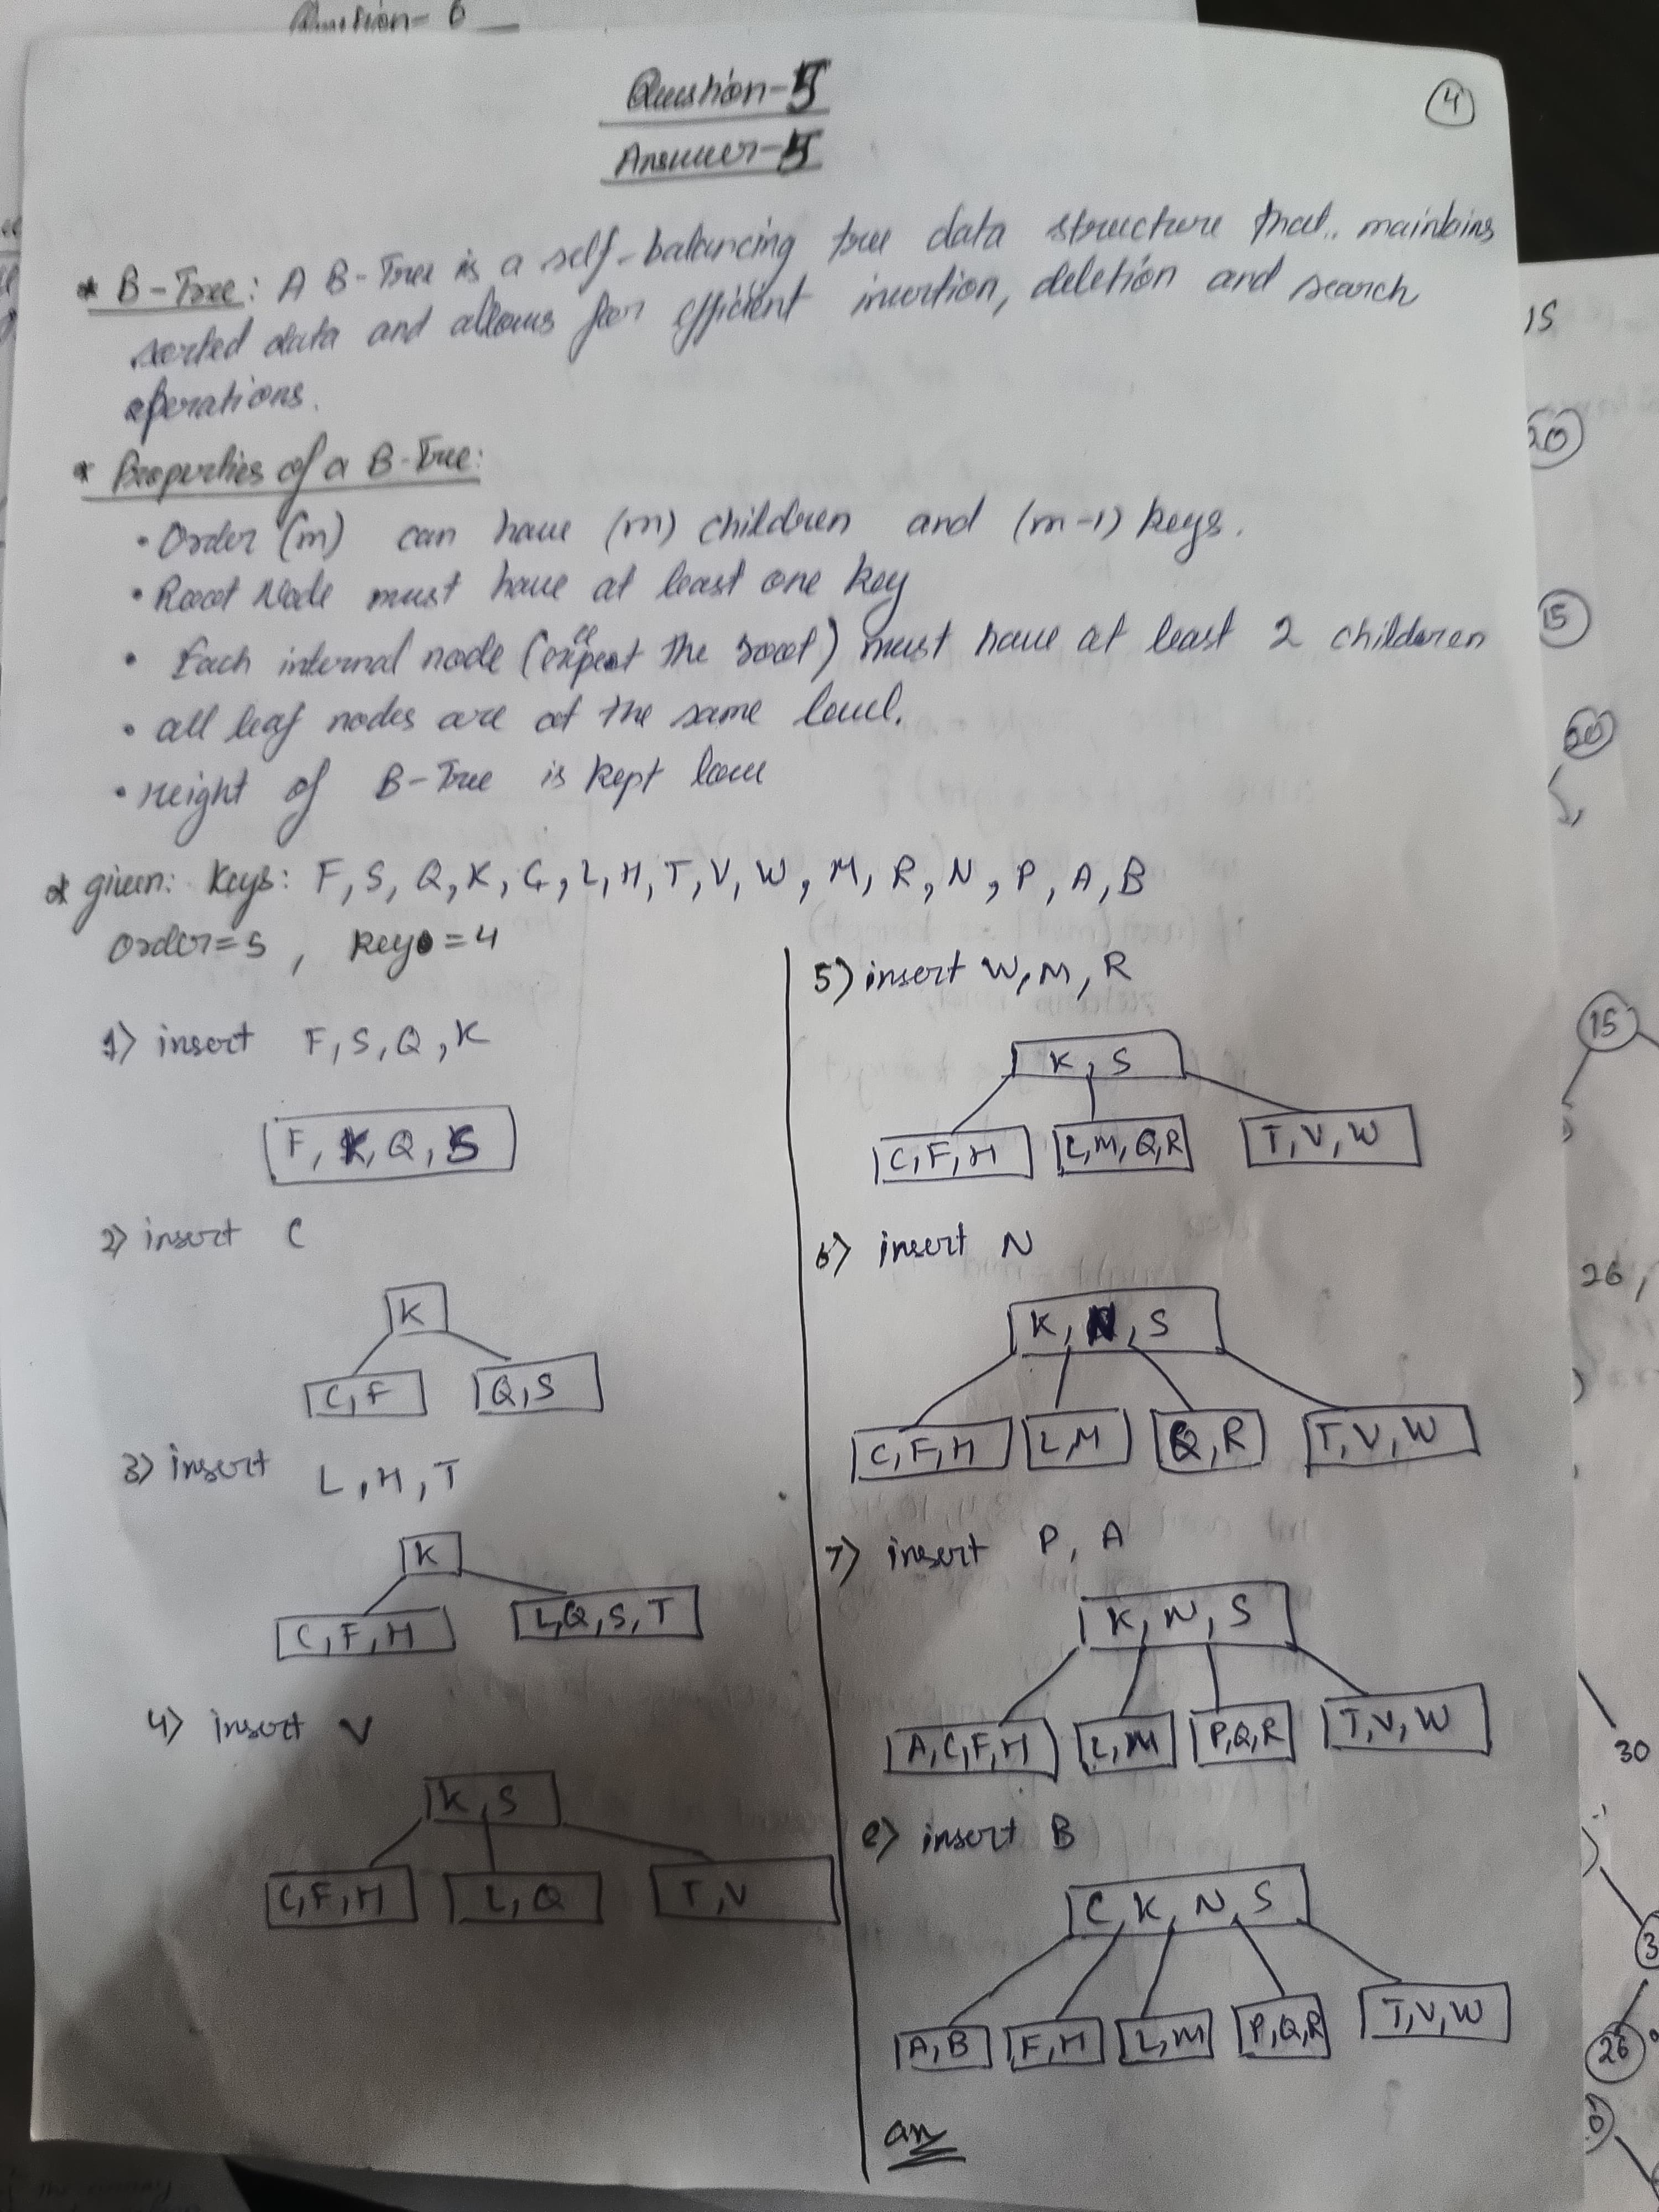 Question-6
Question-5
4
Answer-5
* B-Tree: A B-Tree is a self-balancing tree data structure that.. maintains
sorted data and allows for efficient insertion, deletion and search
operations.
* Properties of a B-Tree:
• Order (m) can have (m) children and (m-1) keys.
• Root Node must have at least one key
• Each internal node (except the root) must have at least 2 children
• all leaf nodes are at the same level.
• Height of B-Tree is kept low
* given: Keys: F, S, Q, K, C, L, H, T, V, W, M, R, N, P, A, B
Order=5, Keys=4
1) insert F, S, Q, K
F, K, Q, S
2) insert C
K
C, F Q, S
3) insert L, H, T
K
C, F, H L, Q, S, T
4) insert V
K, S
C, F, H L, Q T, V
5) insert W, M, R
K, S
C, F, H L, M, Q, R T, V, W
6) insert N
K, N, S
C, F, H L, M Q, R T, V, W
7) insert P, A
K, N, S
A, C, F, H L, M P, Q, R T, V, W
8) insert B
C, K, N, S
A, B F, H L, M P, Q, R T, V, W
ans
15
20
15
20
15
26,
30
3
26